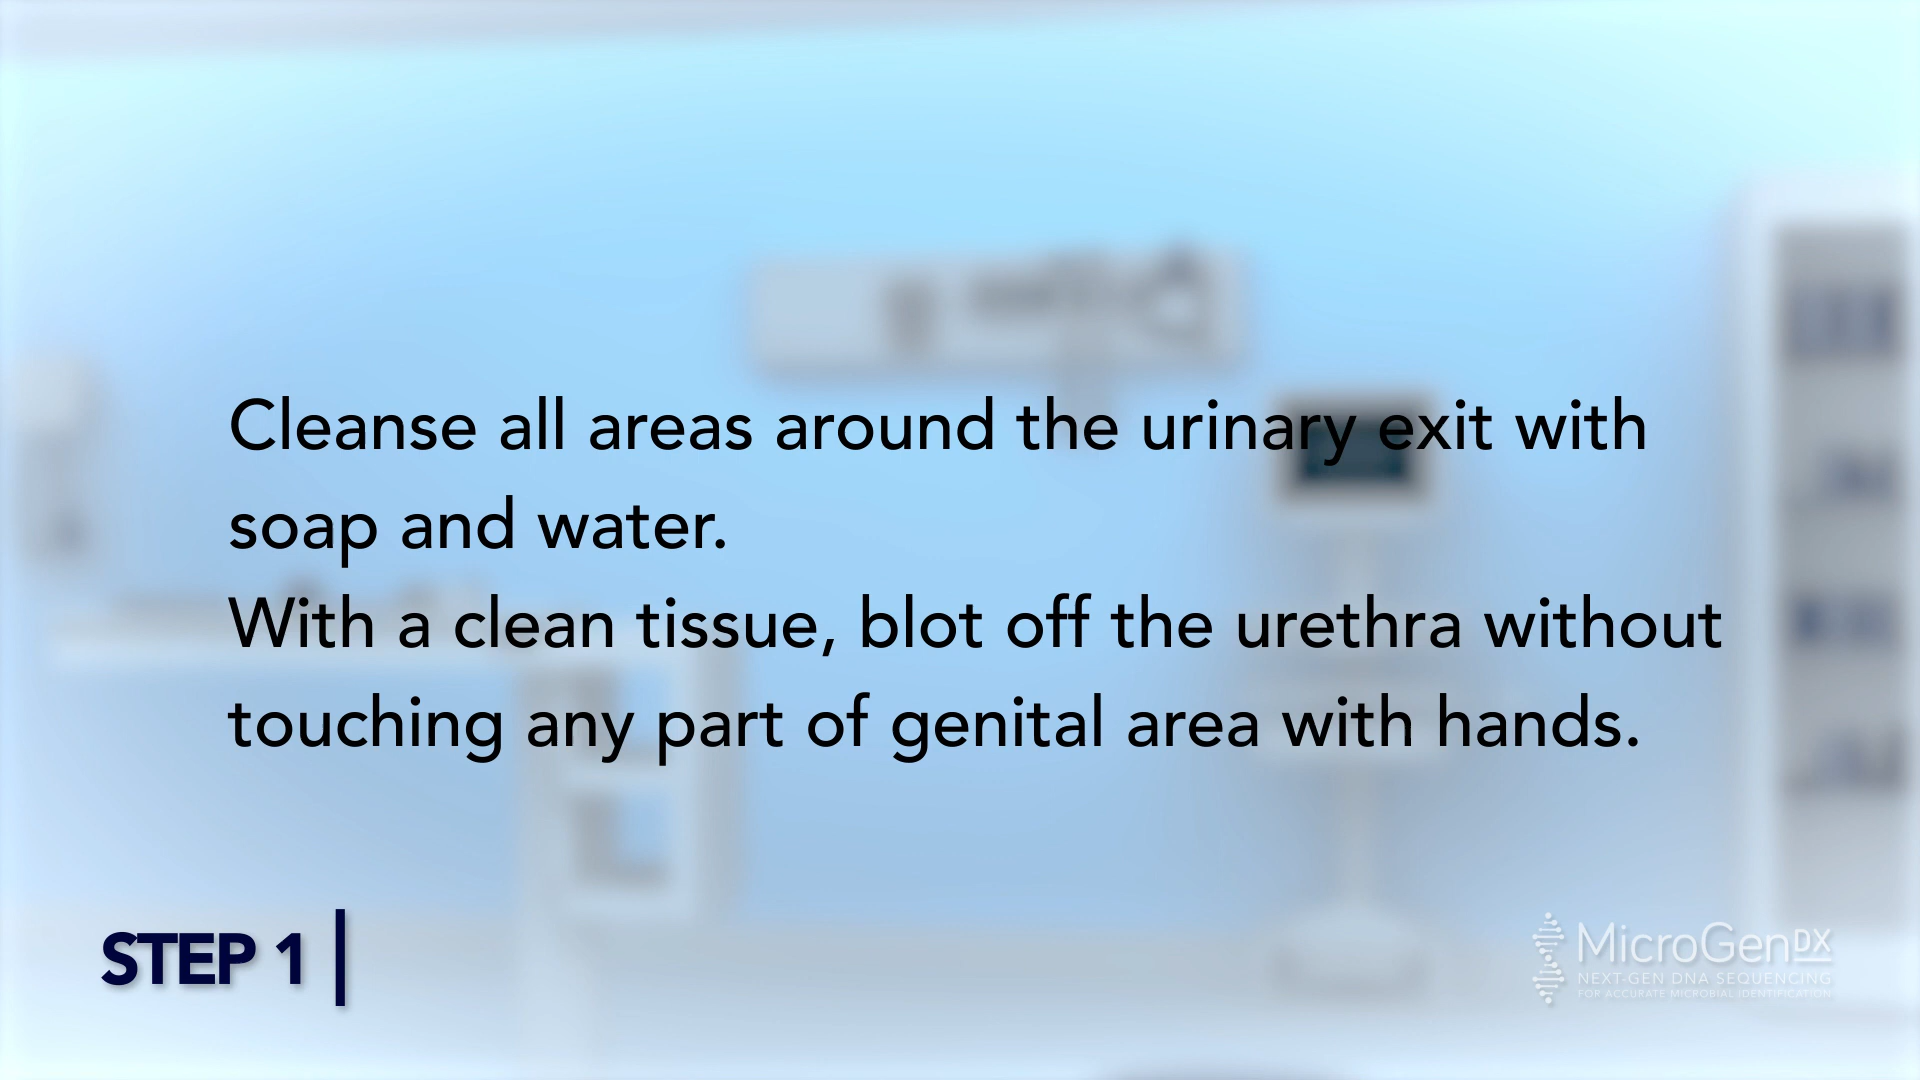 Cleanse all areas around the urinary exit with
soap and water.
With a clean tissue, blot off the urethra without
touching any part of genital area with hands.
STEP 1
MicroGenDX
NEXT-GEN DNA SEQUENCING
FOR ACCURATE MICROBIAL IDENTIFICATION